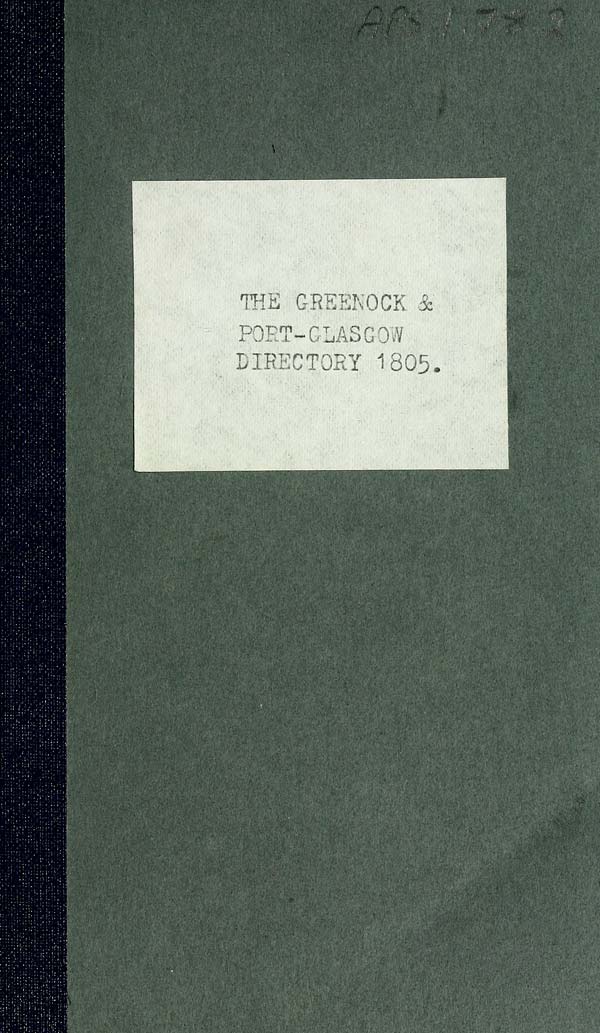 THE GREENOCK &
PORT-GLASGOW
DIRECTORY 1805.